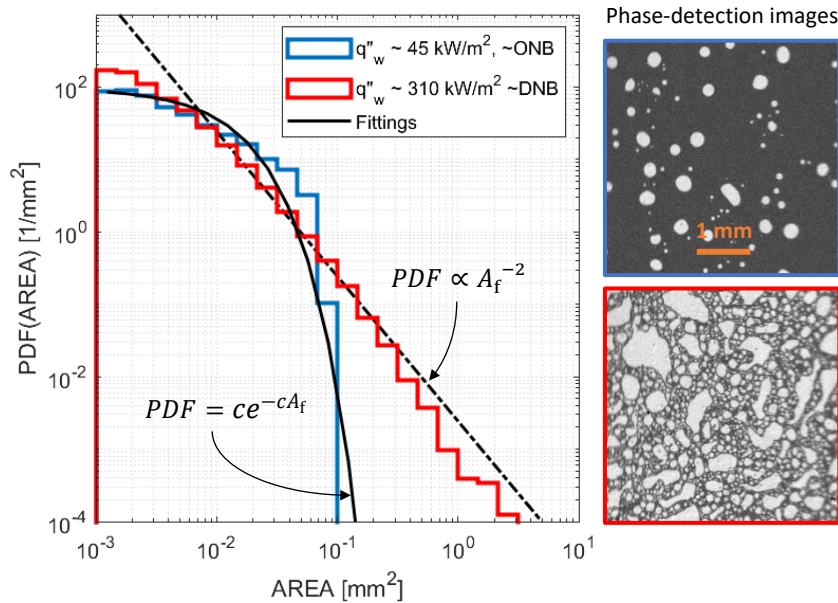 Phase-detection images
q"w ~ 45 kW/m², ~ONB
q"w ~ 310 kW/m² ~DNB
Fittings
PDF(AREA) [1/mm²]
10²
10⁰
10⁻²
10⁻⁴
PDF ∝ Af⁻²
PDF = ce^−cAf
1 mm
10⁻³
10⁻²
10⁻¹
10⁰
10¹
AREA [mm²]